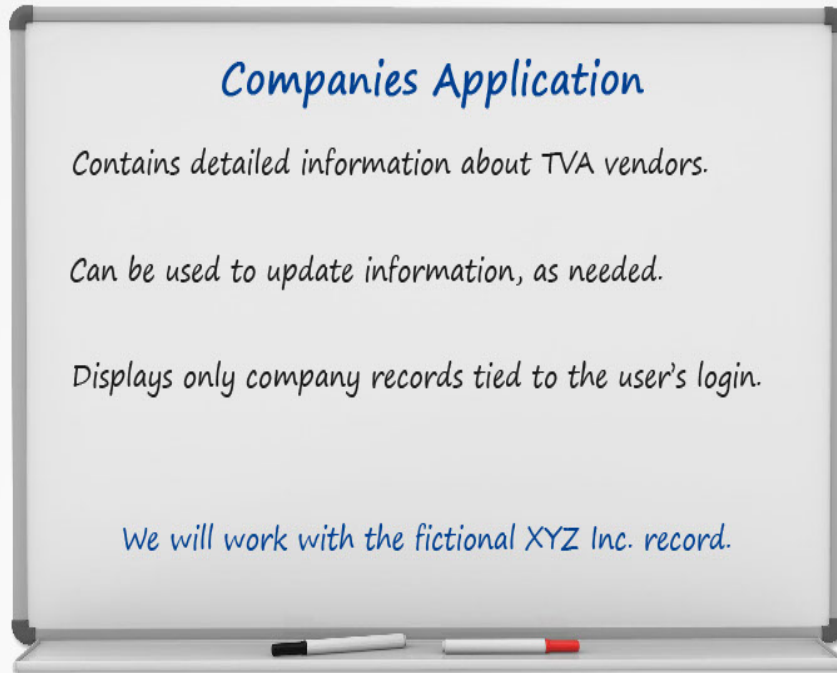 Companies Application
Contains detailed information about TVA vendors.
Can be used to update information, as needed.
Displays only company records tied to the user's login.
We will work with the fictional XYZ Inc. record.